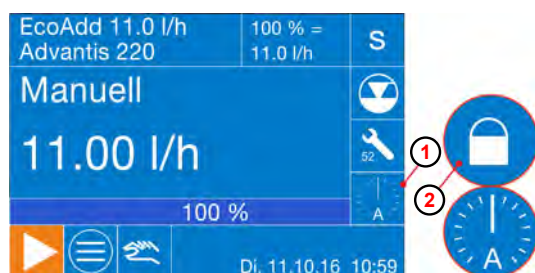 EcoAdd 11.0 l/h
Advantis 220
100 % =
11.0 l/h
S
Manuell
11.00 l/h
52
100 %
A
Di. 11.10.16 10:59
1
2
A